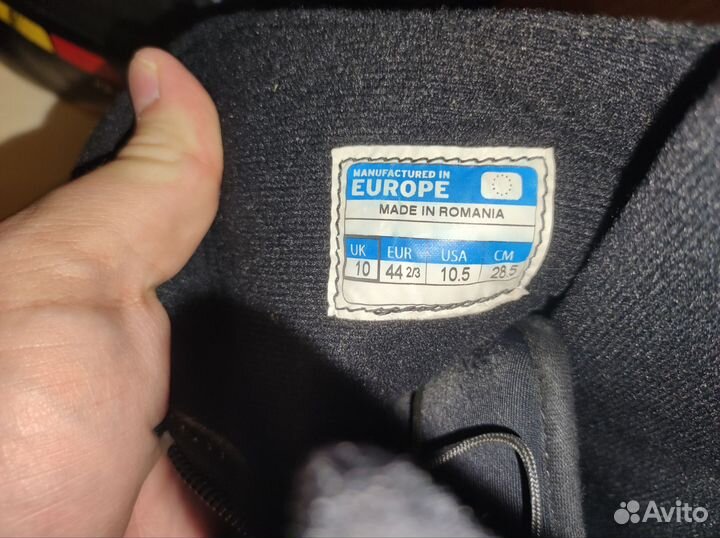 MANUFACTURED IN
EUROPE
MADE IN ROMANIA
UK EUR USA CM
10 44 2/3 10.5 28.5
Avito